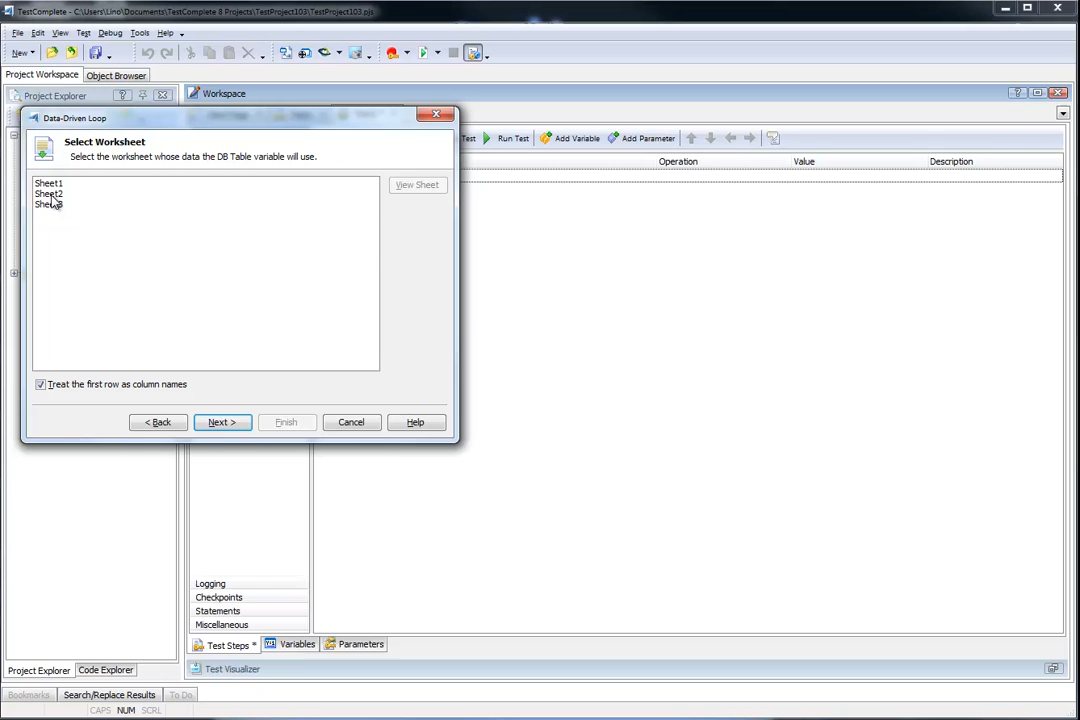 TestComplete - C:\Users\Lino\Documents\TestComplete 8 Projects\TestProject103\TestProject103.pjs
File Edit View Test Debug Tools Help
New
Project Workspace Object Browser
Project Explorer
Workspace
Data-Driven Loop
Select Worksheet
Select the worksheet whose data the DB Table variable will use.
Test Run Test Add Variable Add Parameter
Operation Value Description
Sheet1
Sheet2
View Sheet
Treat the first row as column names
< Back Next > Finish Cancel Help
Logging
Checkpoints
Statements
Miscellaneous
Test Steps * Variables Parameters
Project Explorer Code Explorer
Test Visualizer
Bookmarks Search/Replace Results To Do
CAPS NUM SCRL